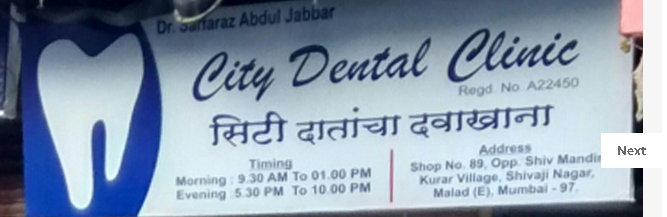 Dr. Sarfaraz Abdul Jabbar
City Dental Clinic
Regd. No. A22450
सिटी दातांचा दवाखाना
Timing
Morning : 9.30 AM To 01.00 PM
Evening : 5.30 PM To 10.00 PM
Address
Shop No. 89, Opp. Shiv Mandir
Kurar Village, Shivaji Nagar,
Malad (E), Mumbai - 97.
Next